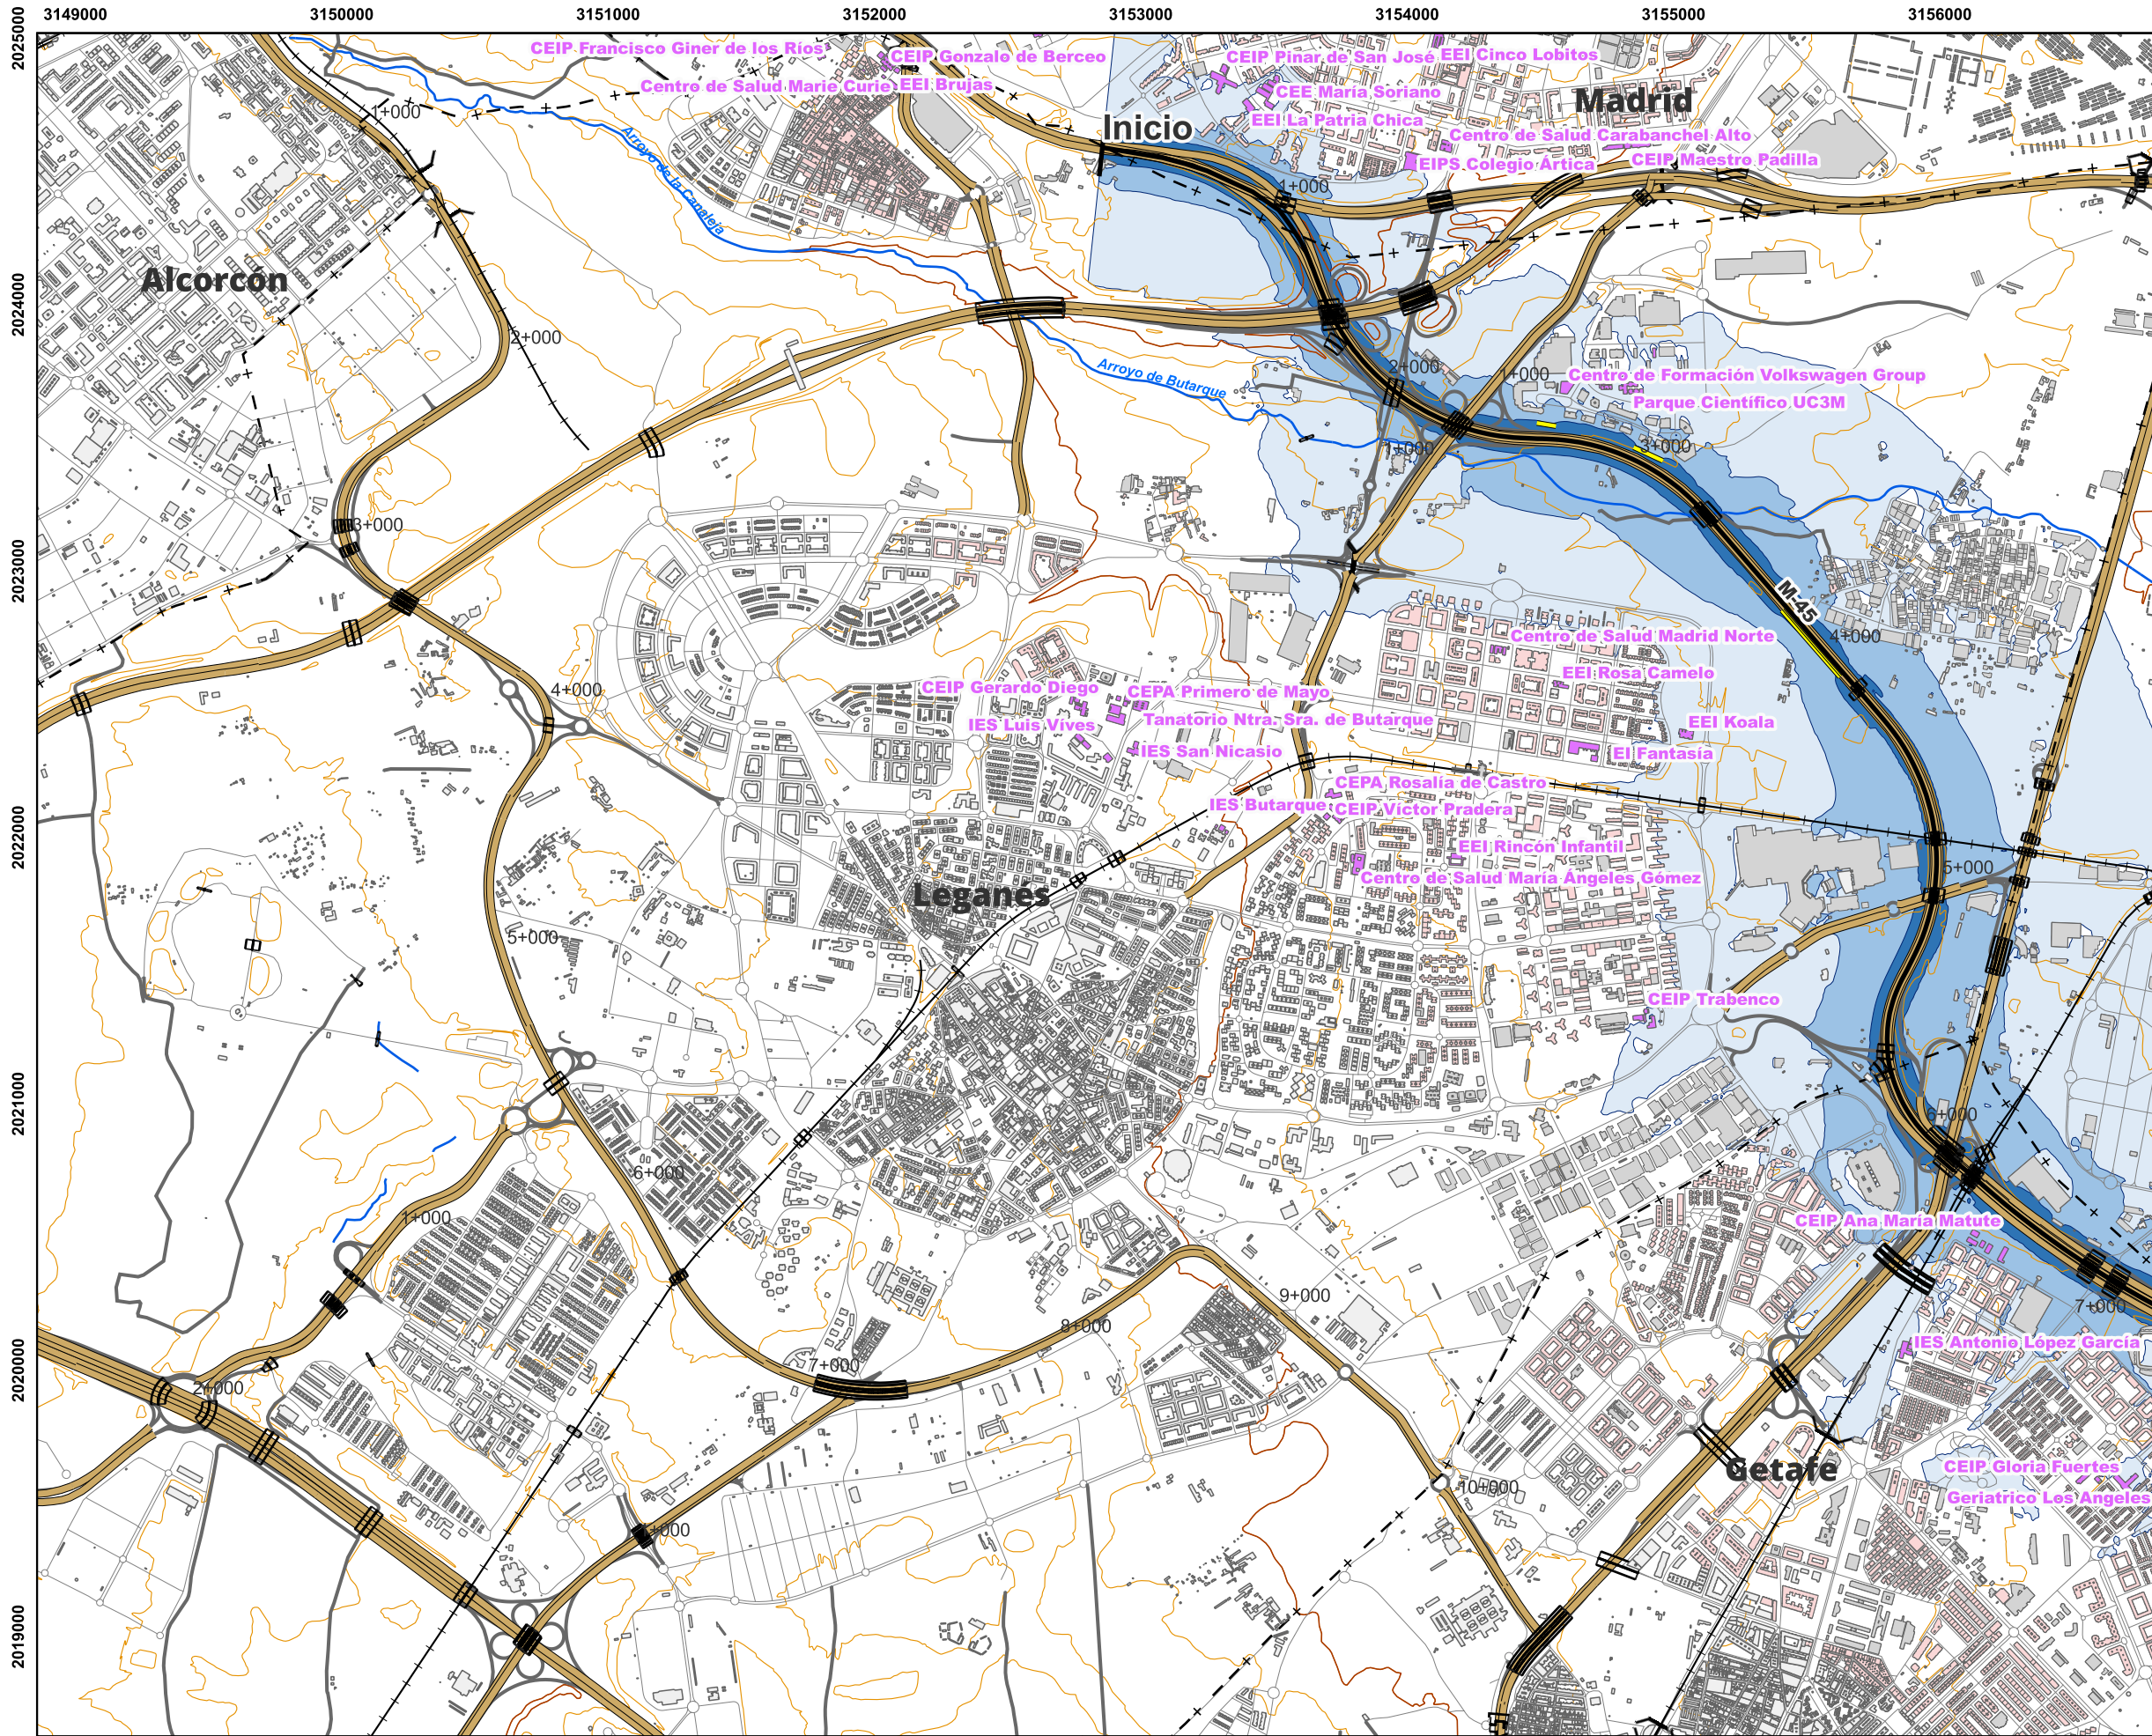 3149000 3150000 3151000 3152000 3153000 3154000 3155000 3156000
2025000
CEIP Francisco Giner de los Ríos
CEIP Gonzalo de Berceo
CEIP Pinar de San José
EEI Cinco Lobitos
Centro de Salud Marie Curie
EEI Brujas
CEE María Soriano
Madrid
1+000
EEI La Patria Chica
Inicio
Centro de Salud Carabanchel Alto
EIPS Colegio Ártica
CEIP Maestro Padilla
Arroyo de la Canaleja
1+000
Alcorcón
2024000
2+000
Arroyo de Butarque
2+000
1+000
Centro de Formación Volkswagen Group
Parque Científico UC3M
1+000
3+000
3+000
2023000
M-45
4+000
Centro de Salud Madrid Norte
EEI Rosa Camelo
4+000
CEIP Gerardo Diego
CEPA Primero de Mayo
IES Luis Vives
Tanatorio Ntra. Sra. de Butarque
EEI Koala
IES San Nicasio
EI Fantasía
CEPA Rosalía de Castro
IES Butarque
CEIP Víctor Pradera
2022000
EEI Rincón Infantil
5+000
Centro de Salud María Ángeles Gómez
Leganés
5+000
CEIP Trabenco
2021000
6+000
6+000
1+000
CEIP Ana María Matute
9+000
7+000
8+000
IES Antonio López García
2020000
7+000
2+000
Getafe
CEIP Gloria Fuertes
10+000
Geriatrico Los Angeles
1+000
2019000